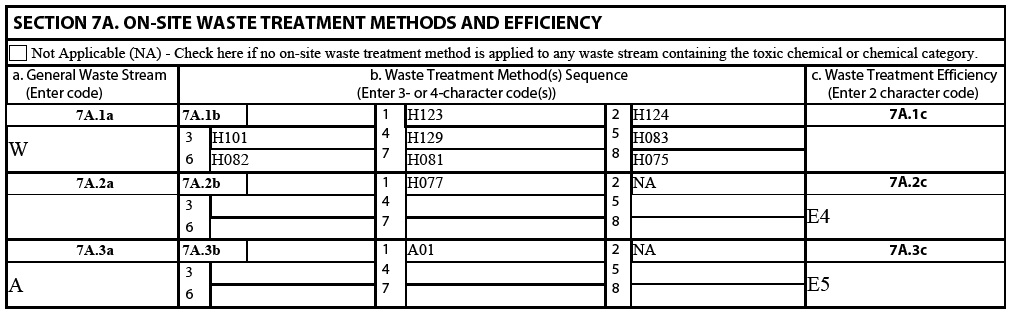 SECTION 7A. ON-SITE WASTE TREATMENT METHODS AND EFFICIENCY
Not Applicable (NA) - Check here if no on-site waste treatment method is applied to any waste stream containing the toxic chemical or chemical category.
a. General Waste Stream
(Enter code)
b. Waste Treatment Method(s) Sequence
(Enter 3- or 4-character code(s))
c. Waste Treatment Efficiency
(Enter 2 character code)
7A.1a 7A.1b 1 H123 2 H124 7A.1c
W 3 H101 4 H129 5 H083
6 H082 7 H081 8 H075
7A.2a 7A.2b 1 H077 2 NA 7A.2c
3 4 5 E4
6 7 8
7A.3a 7A.3b 1 A01 2 NA 7A.3c
A 3 4 5 E5
6 7 8